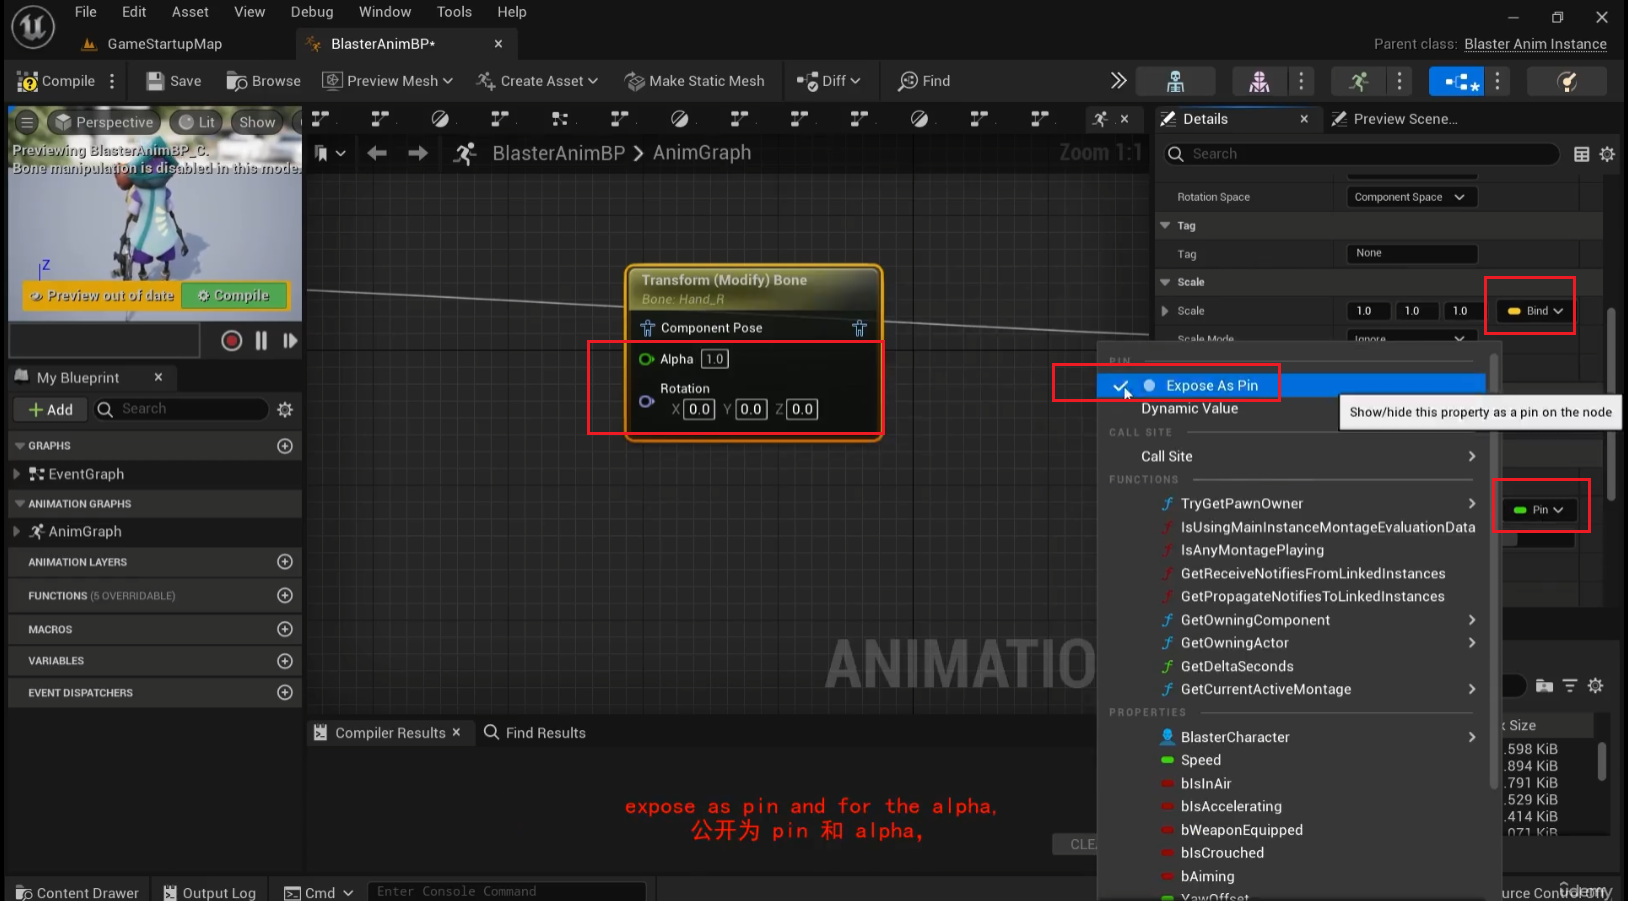 File Edit Asset View Debug Window Tools Help
GameStartupMap
BlasterAnimBP*
Parent class: Blaster Anim Instance
Compile
Save
Browse
Preview Mesh
Create Asset
Make Static Mesh
Diff
Find
Perspective
Lit
Show
Previewing BlasterAnimBP_C.
Bone manipulation is disabled in this mode.
Z
Preview out of date
Compile
BlasterAnimBP > AnimGraph
Zoom 1:1
Details
Preview Scene...
Search
Rotation Space
Component Space
Tag
Tag
None
Scale
Scale
1.0 1.0 1.0
Bind
Scale Mode
Ignore
Transform (Modify) Bone
Bone: Hand_R
Component Pose
Alpha 1.0
Rotation
X 0.0 Y 0.0 Z 0.0
PIN
Expose As Pin
Dynamic Value
Show/hide this property as a pin on the node
CALL SITE
Call Site
FUNCTIONS
TryGetPawnOwner
IsUsingMainInstanceMontageEvaluationData
IsAnyMontagePlaying
GetReceiveNotifiesFromLinkedInstances
GetPropagateNotifiesToLinkedInstances
GetOwningComponent
GetOwningActor
GetDeltaSeconds
GetCurrentActiveMontage
PROPERTIES
BlasterCharacter
Speed
bIsInAir
bIsAccelerating
bWeaponEquipped
bIsCrouched
bAiming
YawOffset
Pin
My Blueprint
Add
Search
GRAPHS
EventGraph
ANIMATION GRAPHS
AnimGraph
ANIMATION LAYERS
FUNCTIONS (5 OVERRIDABLE)
MACROS
VARIABLES
EVENT DISPATCHERS
ANIMATIO
Compiler Results
Find Results
Size
.598 KiB
.894 KiB
.791 KiB
.529 KiB
.414 KiB
.071 KiB
expose as pin and for the alpha,
公开为 pin 和 alpha，
CLE
Content Drawer
Output Log
Cmd
Enter Console Command
urce Control Off
ûdemy